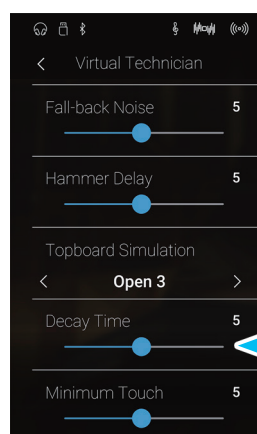 Virtual Technician
Fall-back Noise 5
Hammer Delay 5
Topboard Simulation
Open 3
Decay Time 5
Minimum Touch 5